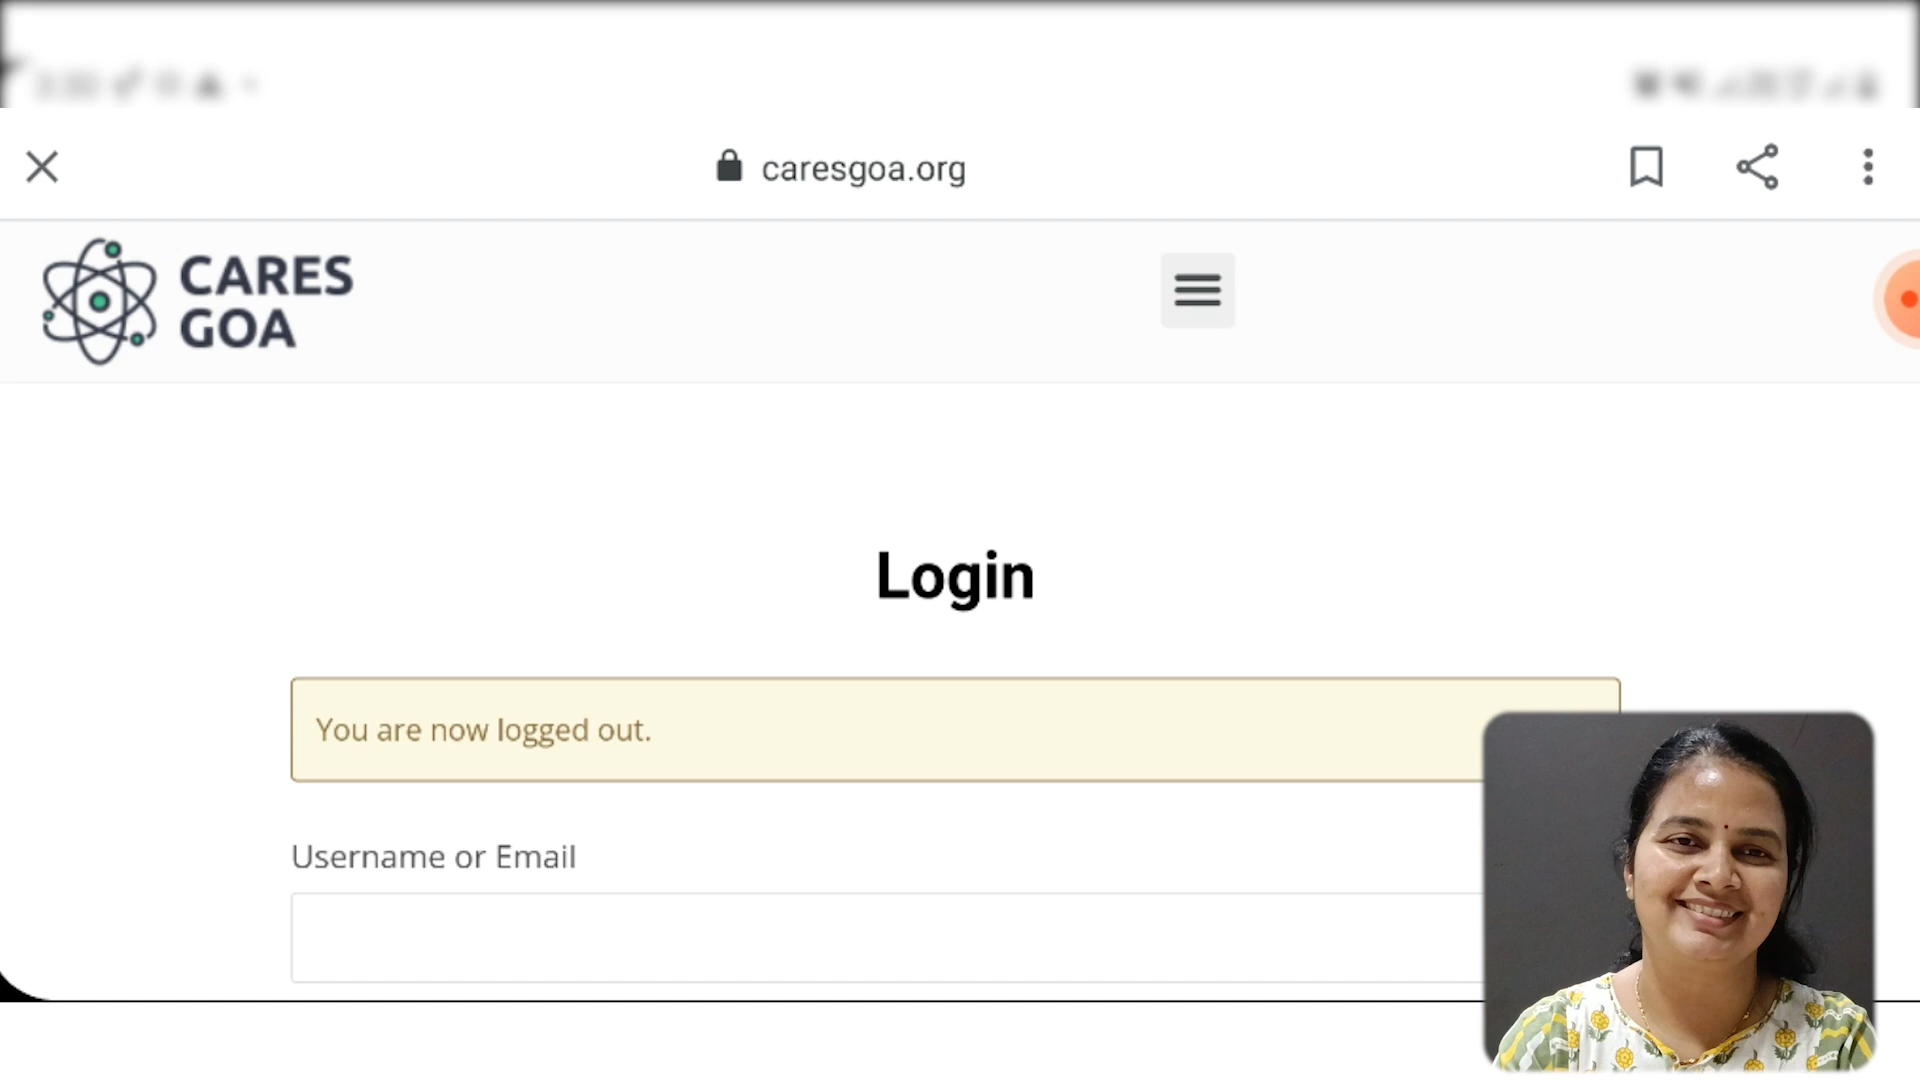 caresgoa.org
CARES
GOA
Login
You are now logged out.
Username or Email